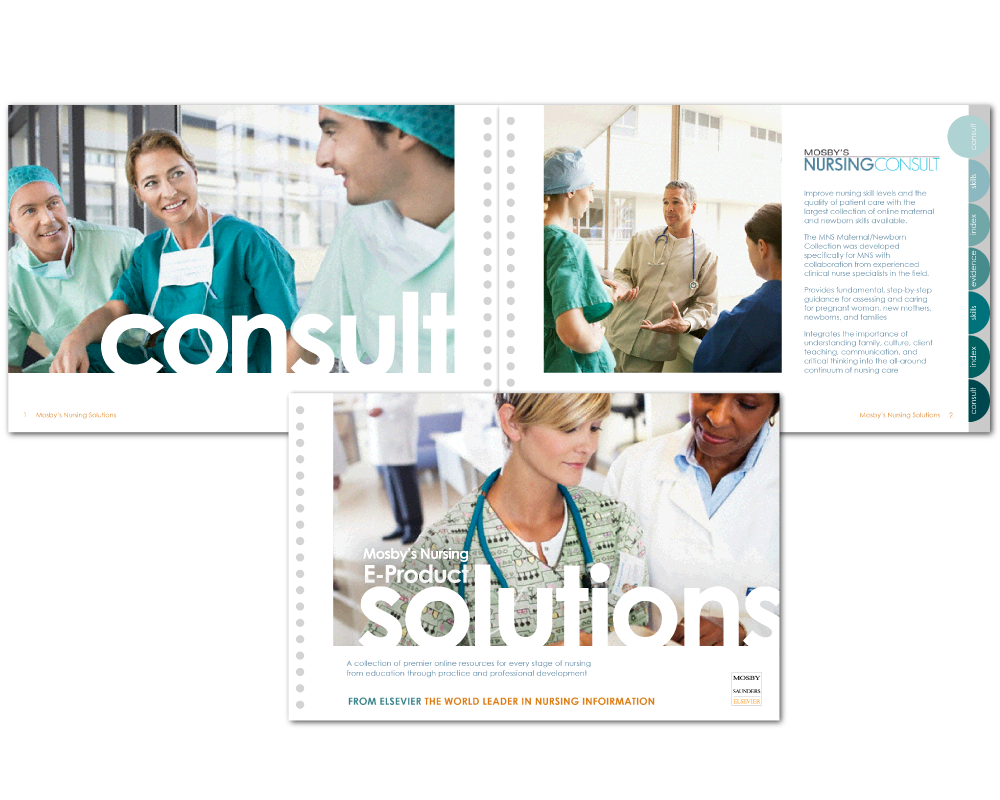 consult
1 Mosby's Nursing Solutions
MOSBY'S
NURSINGCONSULT
Improve nursing skill levels and the
quality of patient care with the
largest collection of online maternal
and newborn skills available.
The MNS Maternal/Newborn
Collection was developed
specifically for MNS with
collaboration from experienced
clinical nurse specialists in the field.
Provides fundamental, step-by-step
guidance for assessing and caring
for pregnant woman, new mothers,
newborns, and families
Integrates the importance of
understanding family, culture, client
teaching, communication, and
critical thinking into the all-around
continuum of nursing care
Mosby's Nursing Solutions 2
consult
skills
index
evidence
skills
index
consult
Mosby's Nursing
E-Product
solutions
A collection of premier online resources for every stage of nursing
from education through practice and professional development
FROM ELSEVIER THE WORLD LEADER IN NURSING INFOIRMATION
MOSBY
SAUNDERS
ELSEVIER